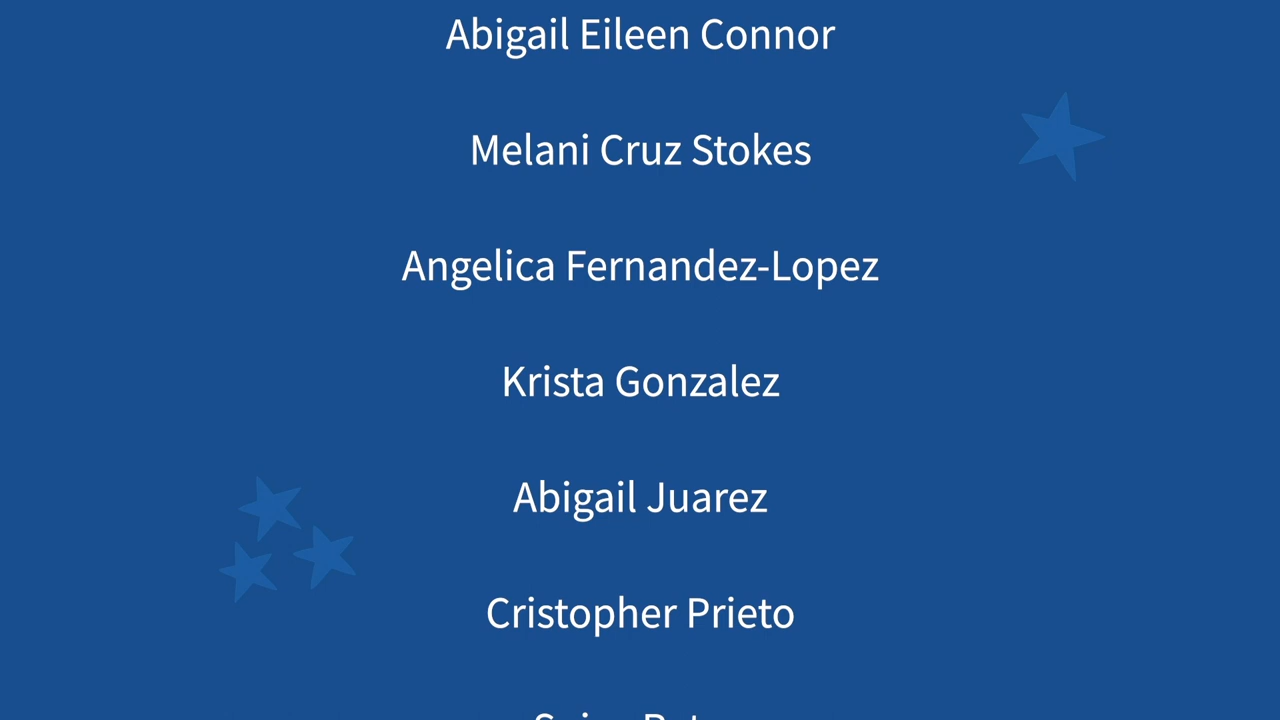 Abigail Eileen Connor
Melani Cruz Stokes
Angelica Fernandez-Lopez
Krista Gonzalez
Abigail Juarez
Cristopher Prieto